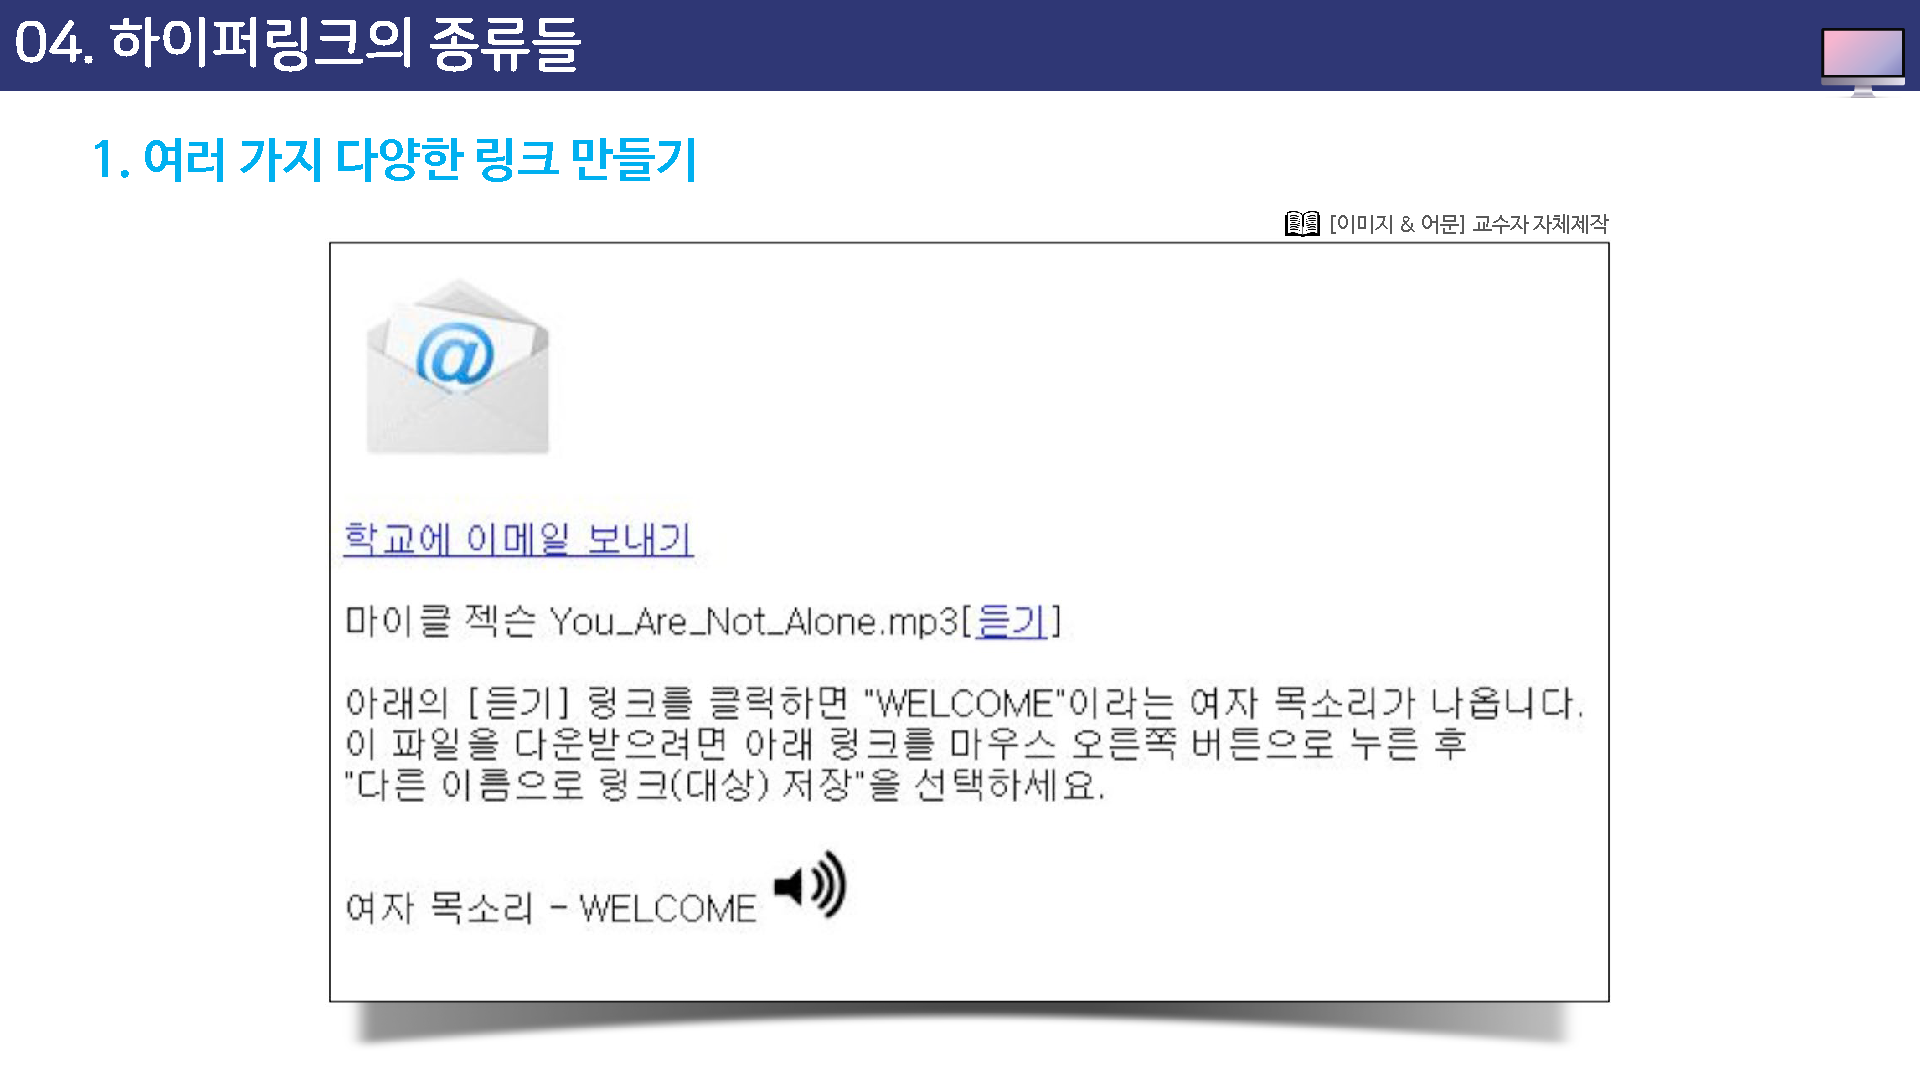 04. 하이퍼링크의 종류들
1. 여러 가지 다양한 링크 만들기
[이미지 & 어문] 교수자 자체제작
@
학교에 이메일 보내기
마이클 젝슨 You_Are_Not_Alone.mp3[듣기]
아래의 [듣기] 링크를 클릭하면 "WELCOME"이라는 여자 목소리가 나옵니다.
이 파일을 다운받으려면 아래 링크를 마우스 오른쪽 버튼으로 누른 후
"다른 이름으로 링크(대상) 저장"을 선택하세요.
여자 목소리 - WELCOME